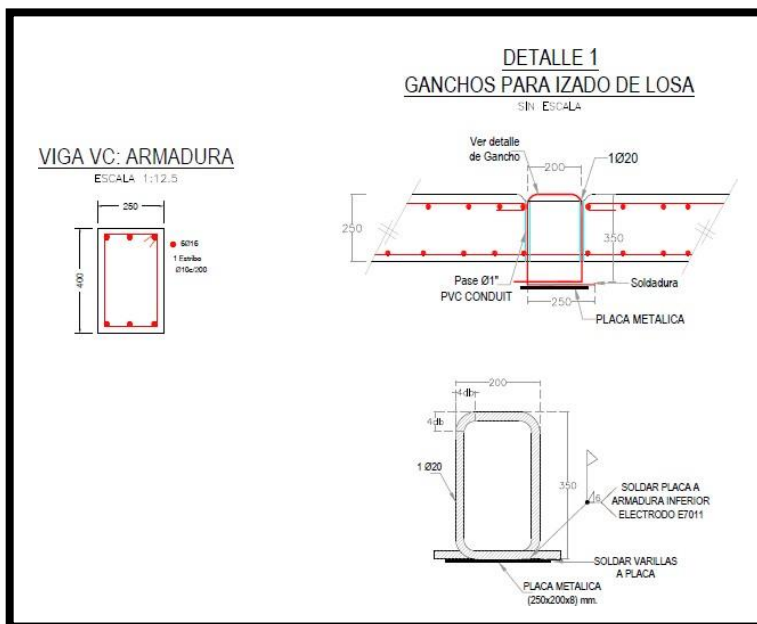 DETALLE 1
GANCHOS PARA IZADO DE LOSA
SIN ESCALA
VIGA VC: ARMADURA
ESCALA 1:12.5
250
400
6Ø16
1 Estribo
Ø10c/200
Ver detalle
de Gancho
200
1Ø20
250
350
Pase Ø1"
PVC CONDUIT
250
Soldadura
PLACA METALICA
200
4db
4db
1 Ø20
350
6
SOLDAR PLACA A
ARMADURA INFERIOR
ELECTRODO E7011
SOLDAR VARILLAS
A PLACA
PLACA METALICA
(250x200x8) mm.